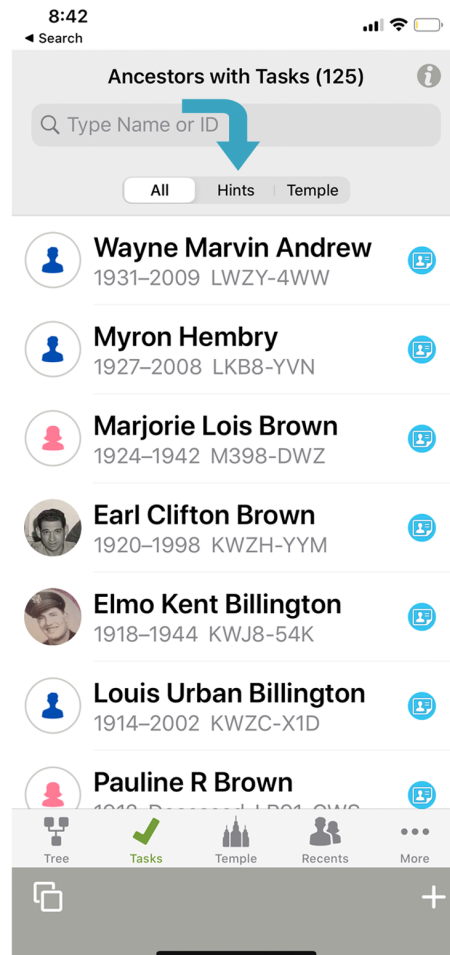 8:42
◀ Search
Ancestors with Tasks (125)
Type Name or ID
All Hints Temple
Wayne Marvin Andrew
1931–2009 LWZY-4WW
Myron Hembry
1927–2008 LKB8-YVN
Marjorie Lois Brown
1924–1942 M398-DWZ
Earl Clifton Brown
1920–1998 KWZH-YYM
Elmo Kent Billington
1918–1944 KWJ8-54K
Louis Urban Billington
1914–2002 KWZC-X1D
Pauline R Brown
Tree Tasks Temple Recents More